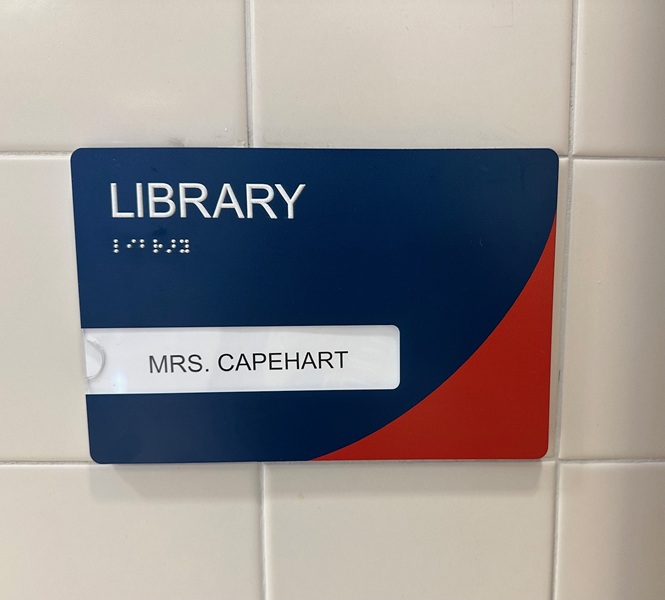 LIBRARY
⠇⠊⠃⠗⠜⠽
MRS. CAPEHART